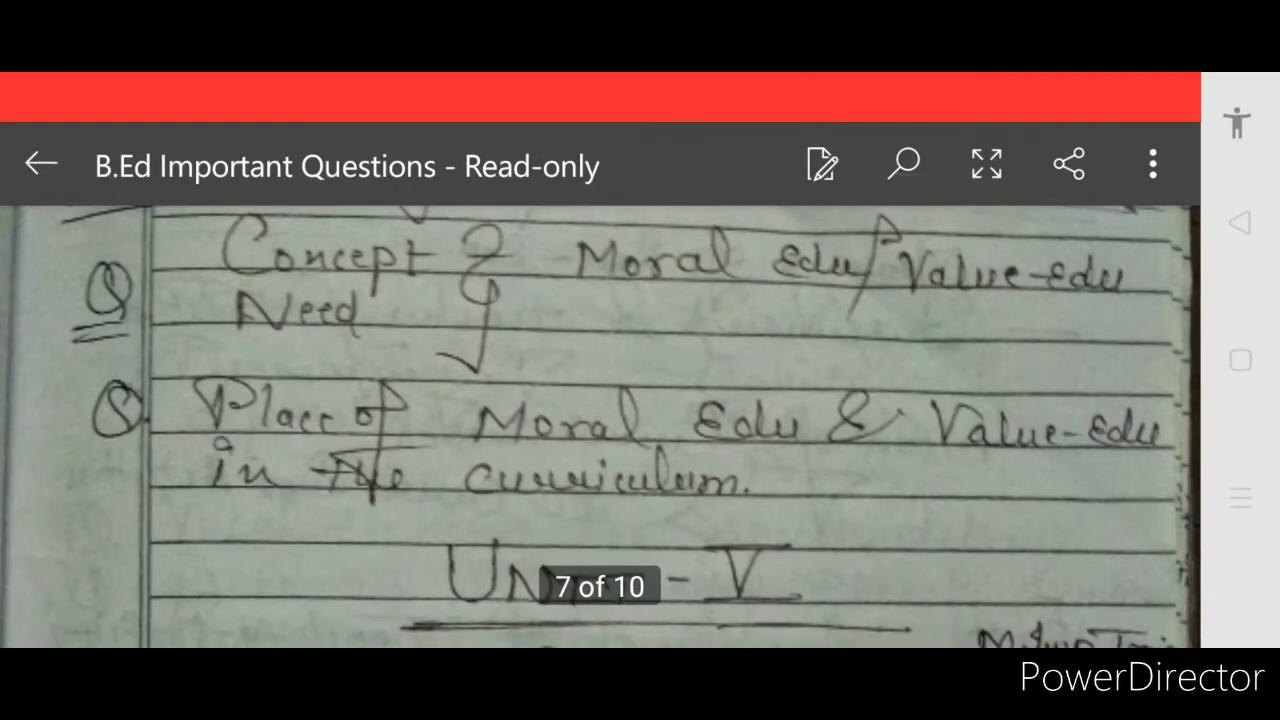 B.Ed Important Questions - Read-only
Q Concept of Moral Edu/Value-edu
Need
Q. Place of Moral Edu & Value-edu
in the curriculum.
7 of 10
- V
PowerDirector